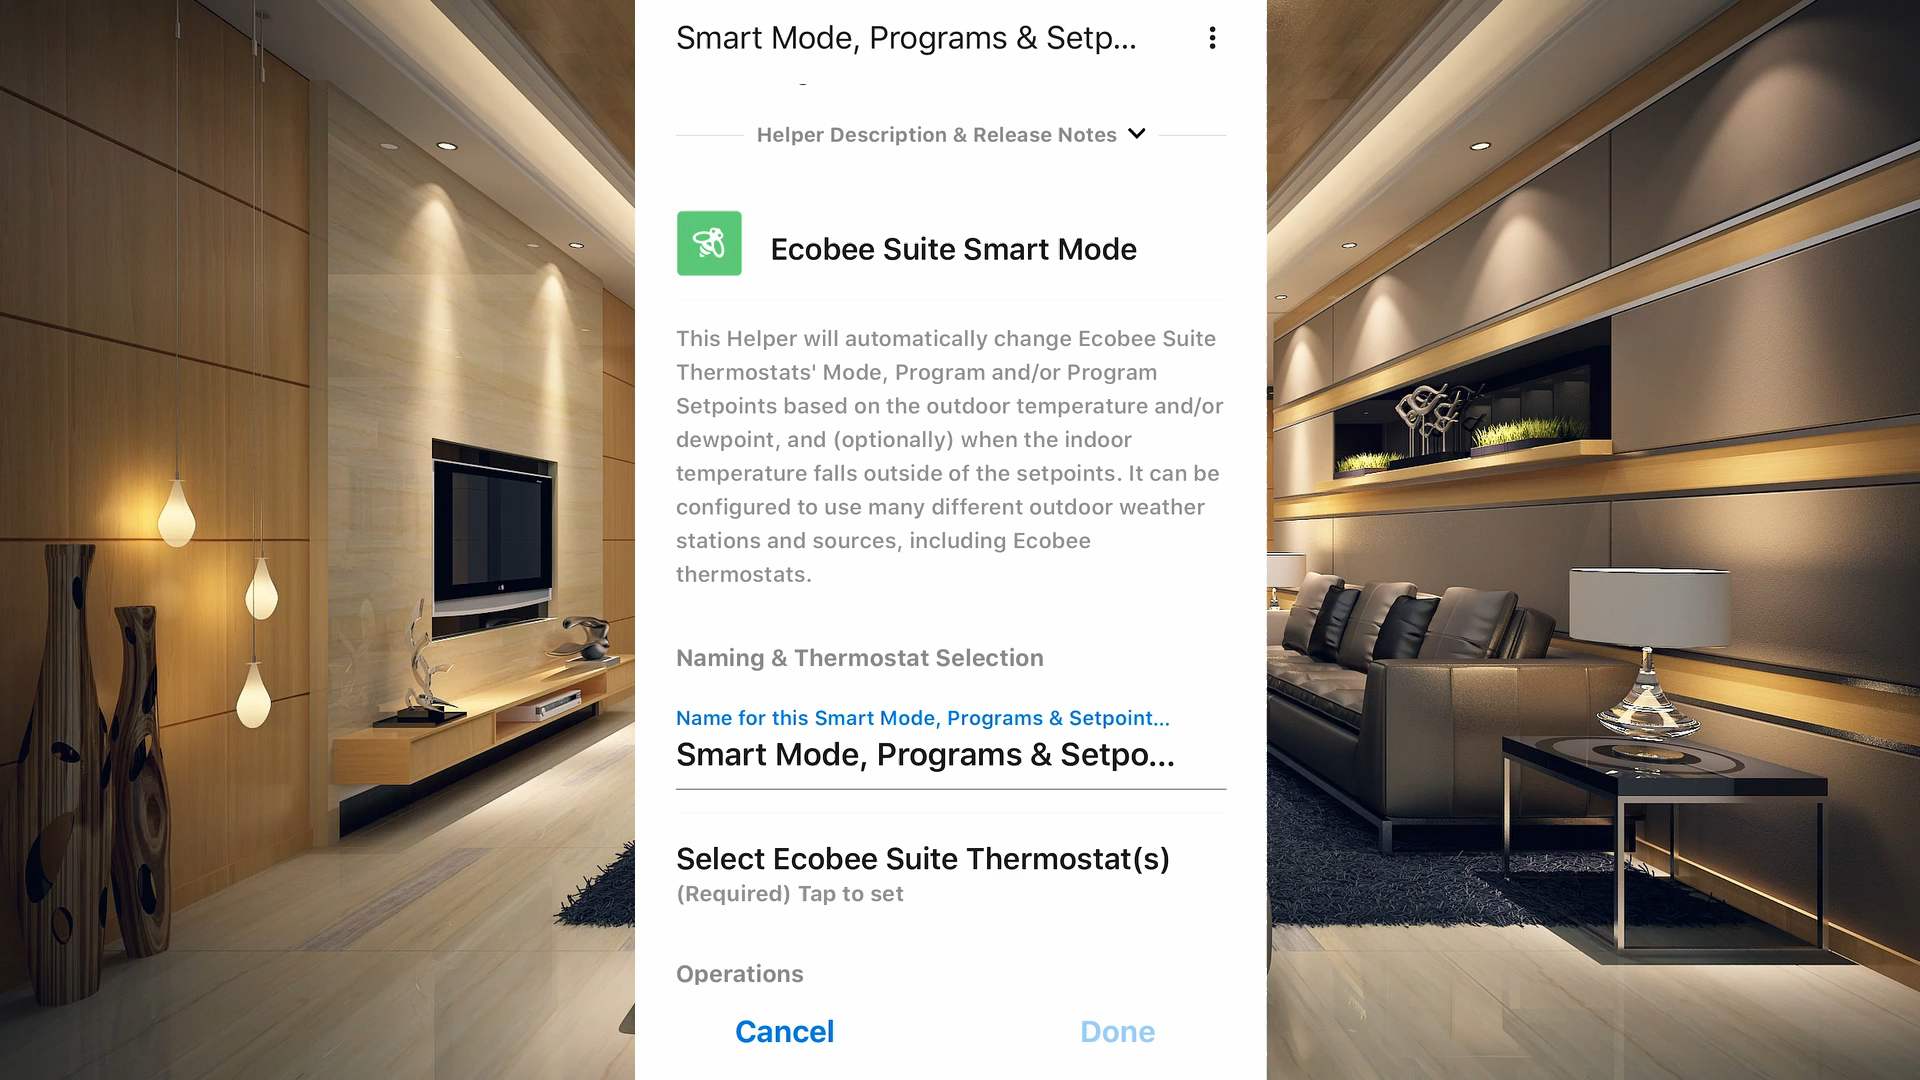 Smart Mode, Programs & Setp...
Helper Description & Release Notes
Ecobee Suite Smart Mode
This Helper will automatically change Ecobee Suite
Thermostats' Mode, Program and/or Program
Setpoints based on the outdoor temperature and/or
dewpoint, and (optionally) when the indoor
temperature falls outside of the setpoints. It can be
configured to use many different outdoor weather
stations and sources, including Ecobee
thermostats.
Naming & Thermostat Selection
Name for this Smart Mode, Programs & Setpoint...
Smart Mode, Programs & Setpo...
Select Ecobee Suite Thermostat(s)
(Required) Tap to set
Operations
Cancel
Done